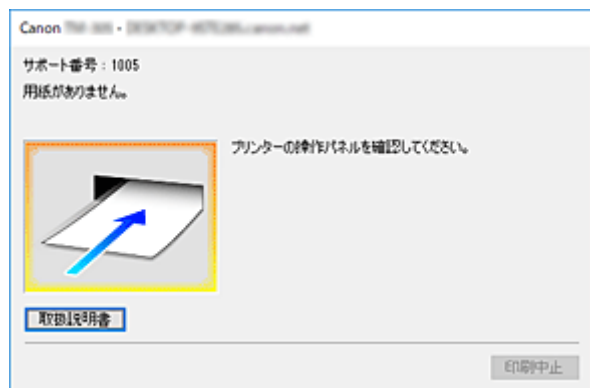 Canon
サポート番号：1005
用紙がありません。
プリンターの操作パネルを確認してください。
取扱説明書
印刷中止